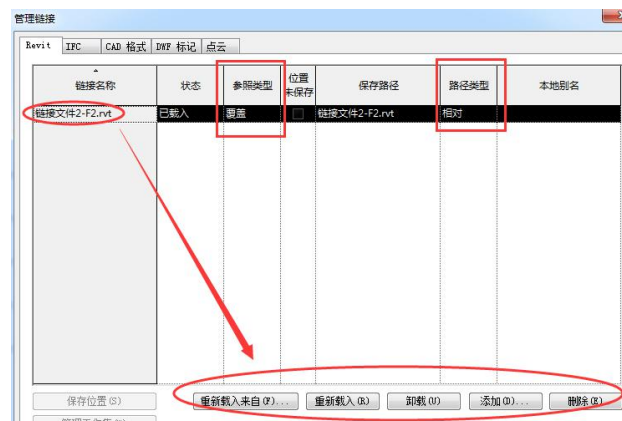 管理链接
Revit IFC CAD 格式 DWF 标记 点云
链接名称 状态 参照类型 位置未保存 保存路径 路径类型 本地别名
链接文件2-F2.rvt 已载入 覆盖 链接文件2-F2.rvt 相对
保存位置(S) 重新载入来自(F)... 重新载入(R) 卸载(U) 添加(D)... 删除(E)